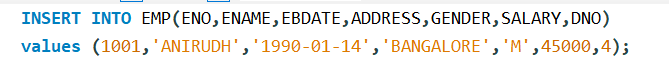 INSERT INTO EMP(ENO,ENAME,EBDATE,ADDRESS,GENDER,SALARY,DNO)
values (1001,'ANIRUDH','1990-01-14','BANGALORE','M',45000,4);